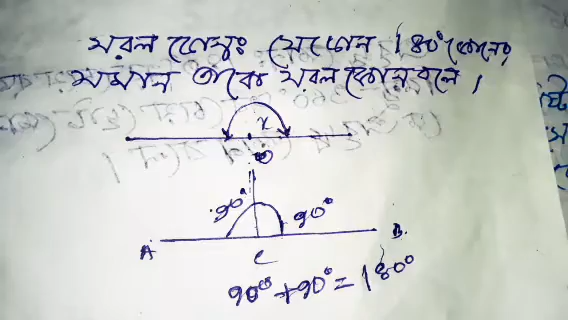 সরল কোণঃ যে কোন 180° কোনের
সমান তাকে সরল কোন বলে।
x
90° 90°
A C B
90° + 90° = 180°